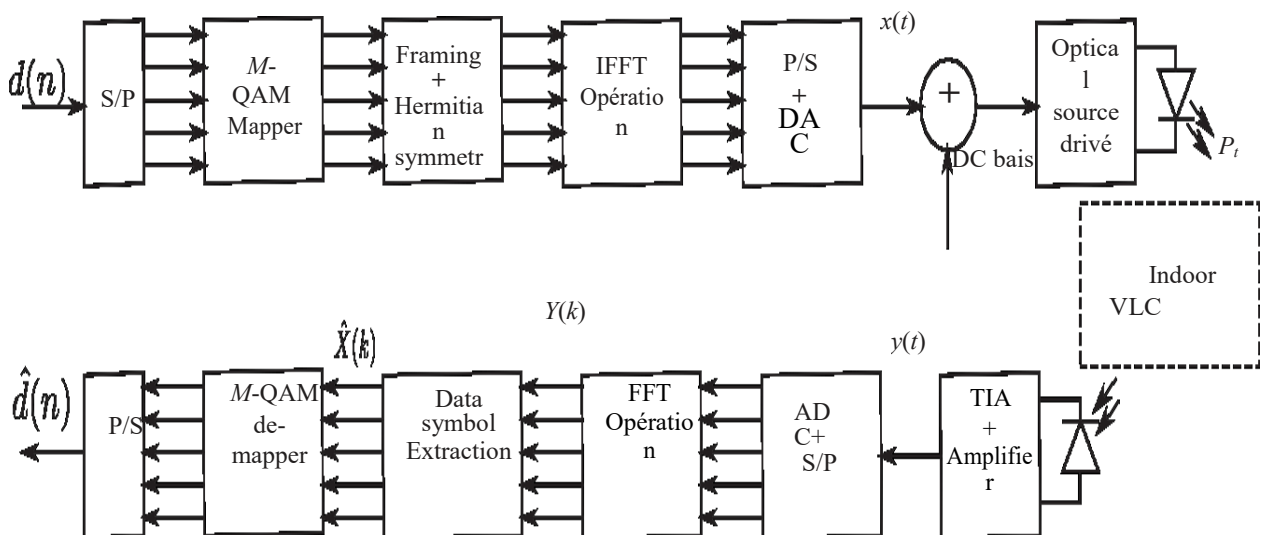 d(n)
S/P
M-
QAM
Mapper
Framing
+
Hermitia
n
symmetr
IFFT
Opératio
n
P/S
+
DA
C
x(t)
+
DC bais
Optica
l
source
drivé
P_t
Indoor
VLC
d̂(n)
P/S
M-QAM
de-
mapper
X̂(k)
Data
symbol
Extraction
Y(k)
FFT
Opératio
n
AD
C+
S/P
y(t)
TIA
+
Amplifie
r